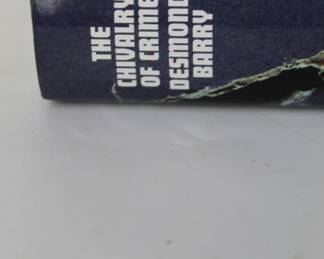 THE
CHIVALRY
OF CRIME
DESMOND
BARRY